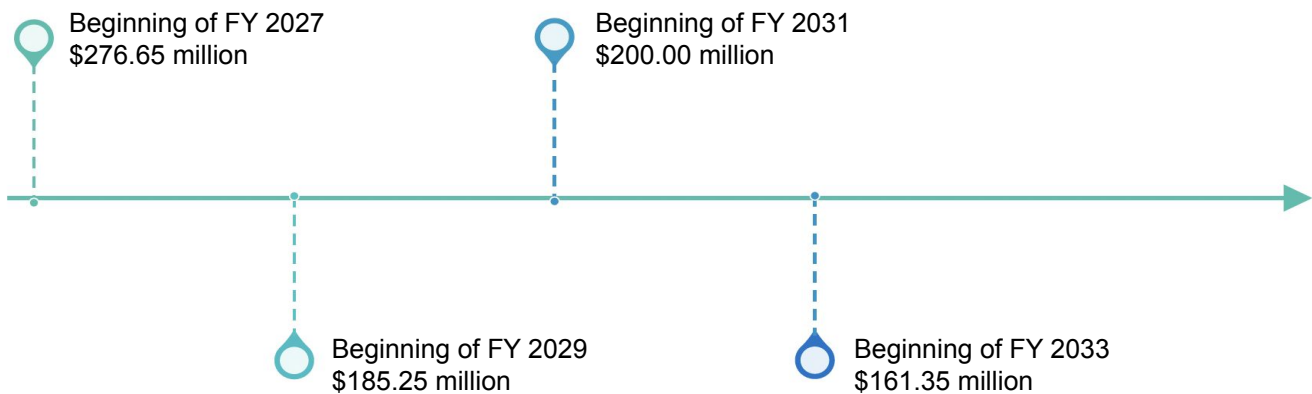 Beginning of FY 2027
$276.65 million
Beginning of FY 2031
$200.00 million
Beginning of FY 2029
$185.25 million
Beginning of FY 2033
$161.35 million